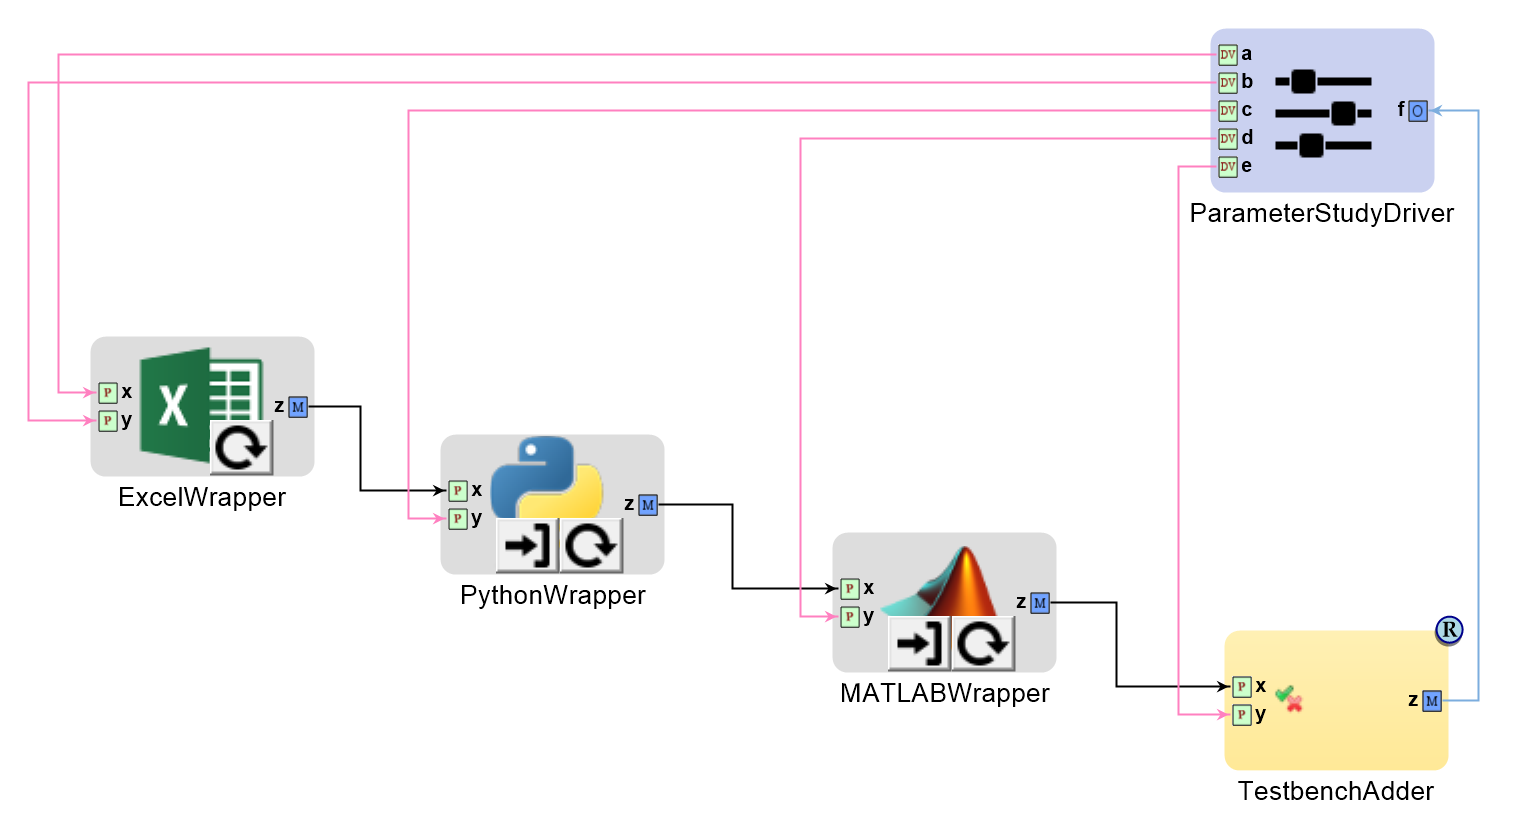 DV a
DV b
DV c
DV d
DV e
f O
ParameterStudyDriver
P x
P y
X
z M
ExcelWrapper
P x
P y
z M
PythonWrapper
P x
P y
z M
MATLABWrapper
R
P x
P y
z M
TestbenchAdder